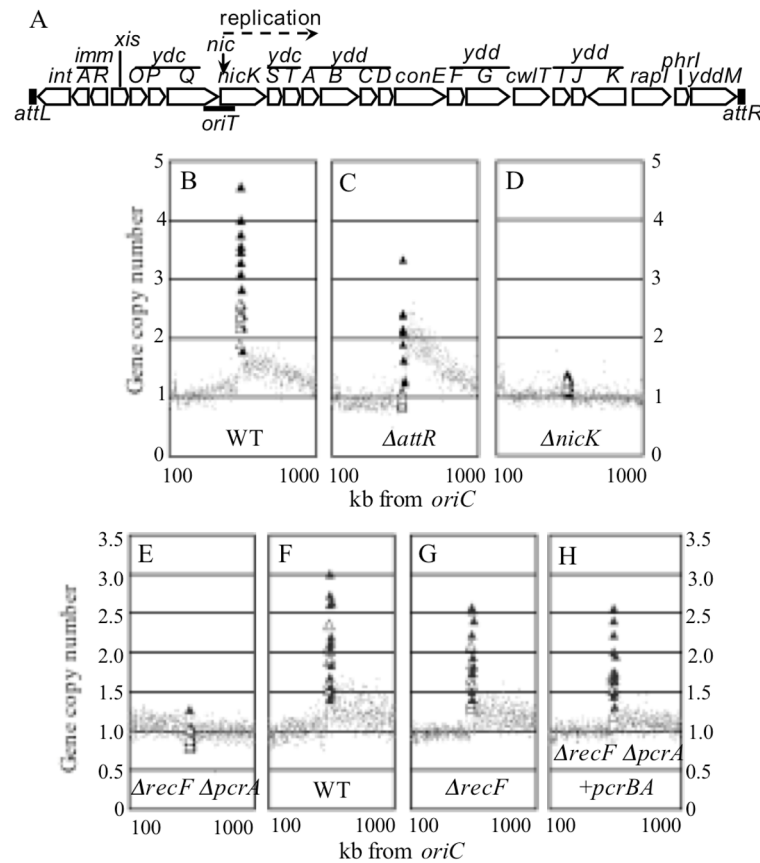 A
replication
imm xis ydc nic ydc ydd ydd ydd phrI
int A R O P Q nicK S T A B C D conE F G cwlT I J K rapI yddM
attL oriT attR
B C D
5 4 3 2 1 0
Gene copy number
5 4 3 2 1 0
WT ΔattR ΔnicK
100 1000 100 1000 100 1000
kb from oriC
E F G H
3.5 3.0 2.5 2.0 1.5 1.0 0.5 0
Gene copy number
3.5 3.0 2.5 2.0 1.5 1.0 0.5 0
ΔrecF ΔpcrA WT ΔrecF ΔrecF ΔpcrA
+pcrBA
100 1000 100 1000 100 1000 100 1000
kb from oriC